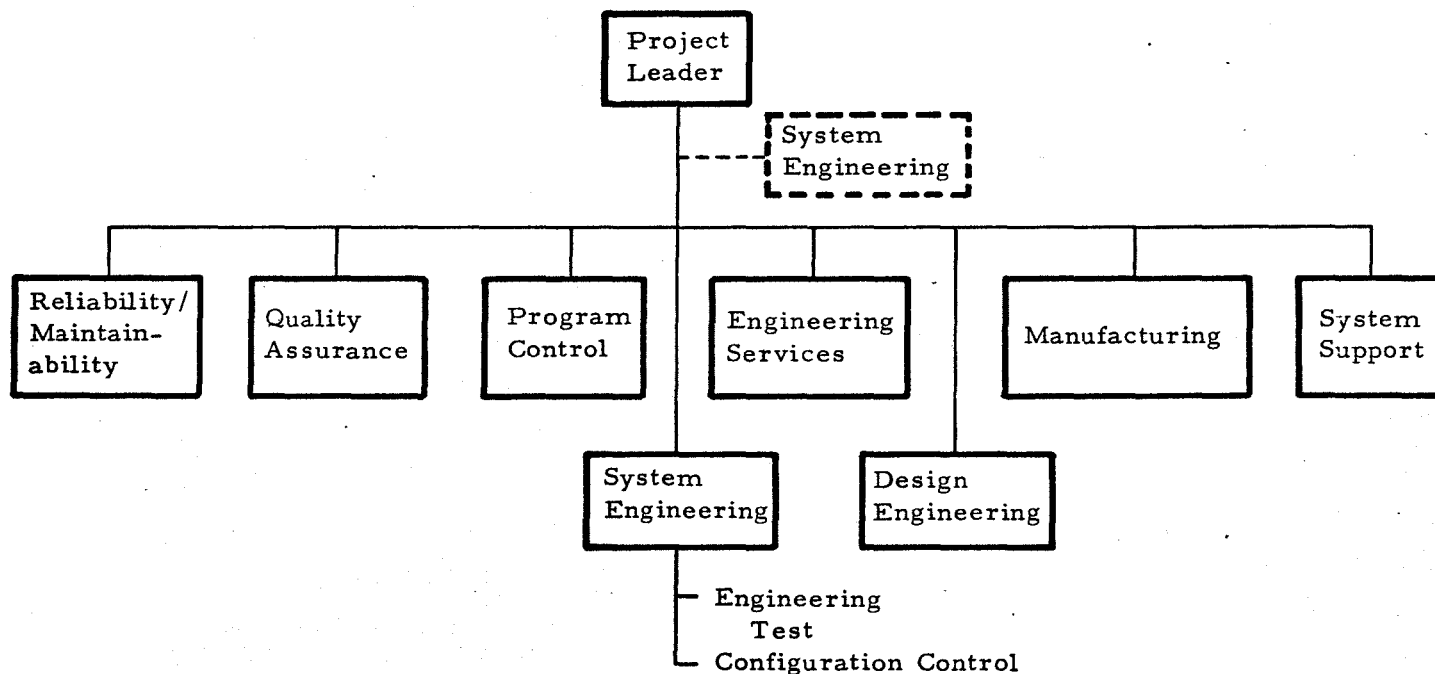 Project
Leader
System
Engineering
Reliability/
Maintain-
ability
Quality
Assurance
Program
Control
Engineering
Services
Manufacturing
System
Support
System
Engineering
Design
Engineering
Engineering
Test
Configuration Control